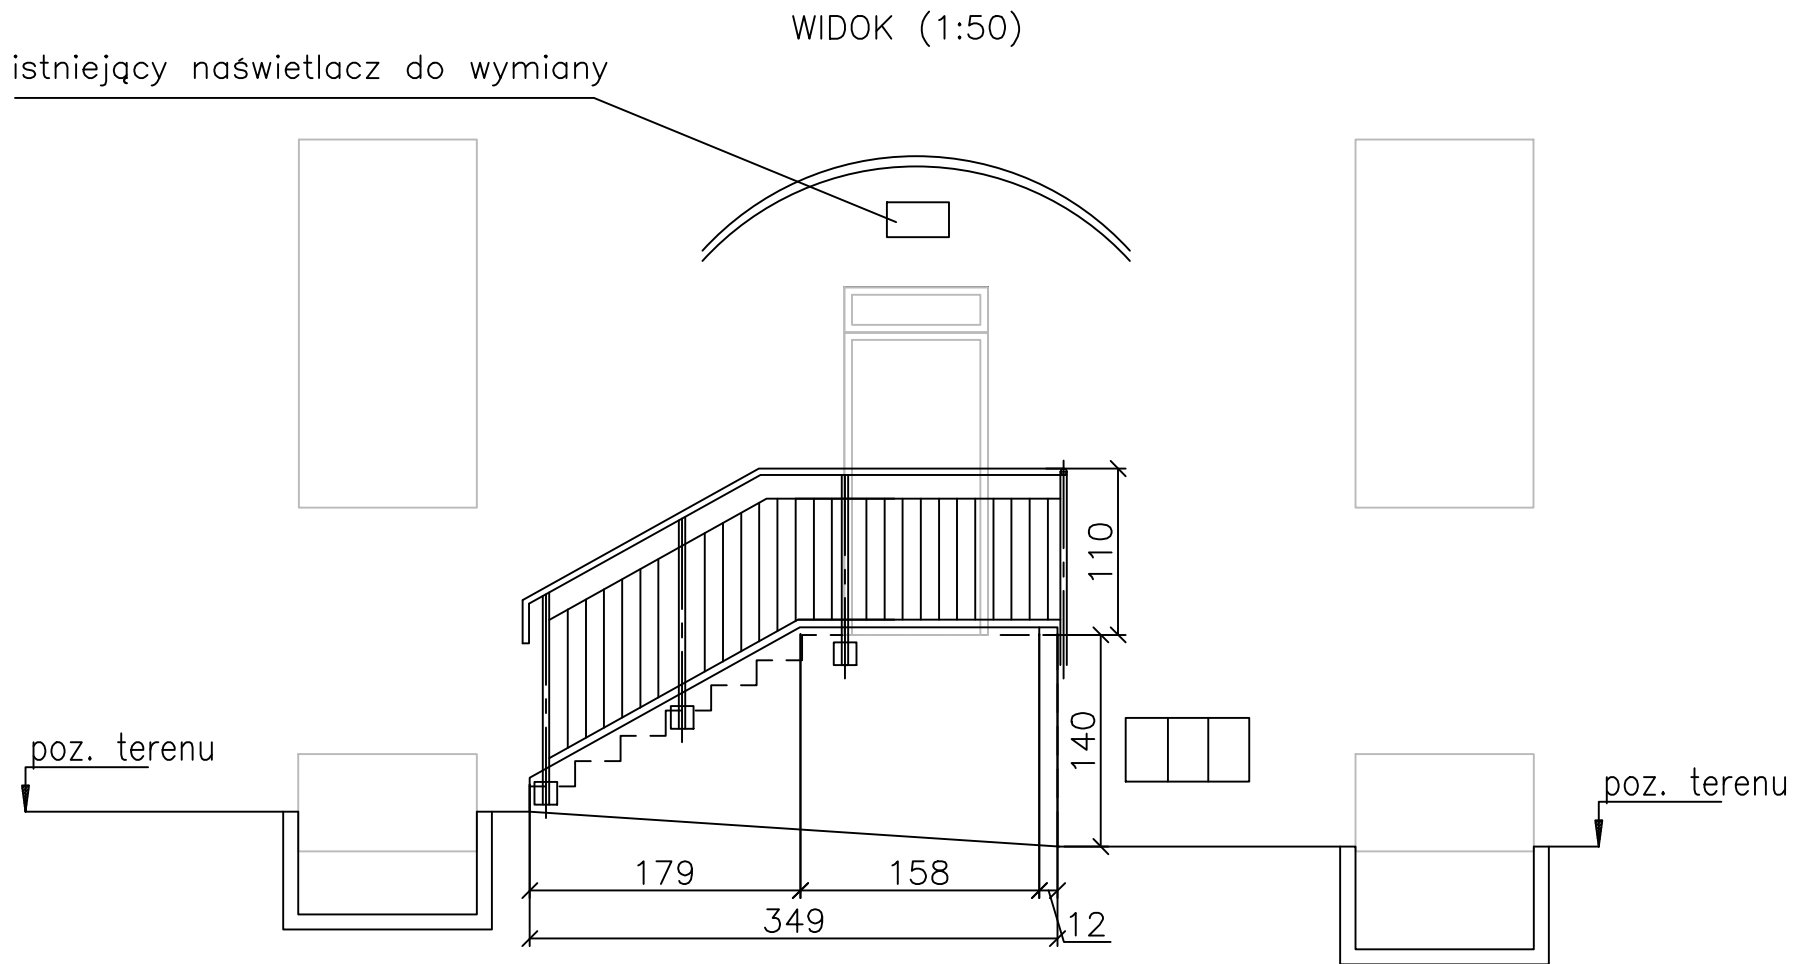 WIDOK (1:50)
istniejący naświetlacz do wymiany
110
140
poz. terenu
poz. terenu
179
158
349
12